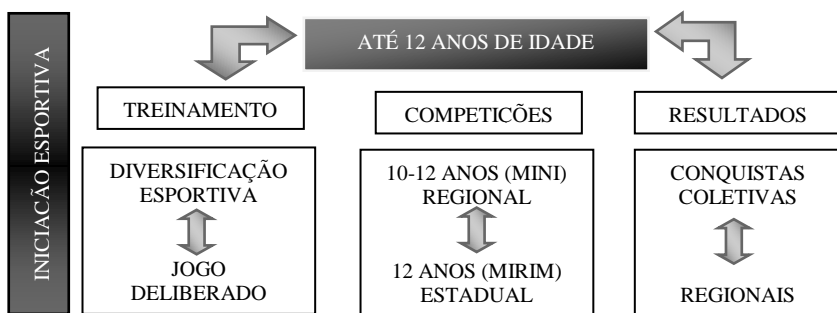 INICIAÇÃO ESPORTIVA
ATÉ 12 ANOS DE IDADE
TREINAMENTO
COMPETICÕES
RESULTADOS
DIVERSIFICAÇÃO
ESPORTIVA
JOGO
DELIBERADO
10-12 ANOS (MINI)
REGIONAL
12 ANOS (MIRIM)
ESTADUAL
CONQUISTAS
COLETIVAS
REGIONAIS